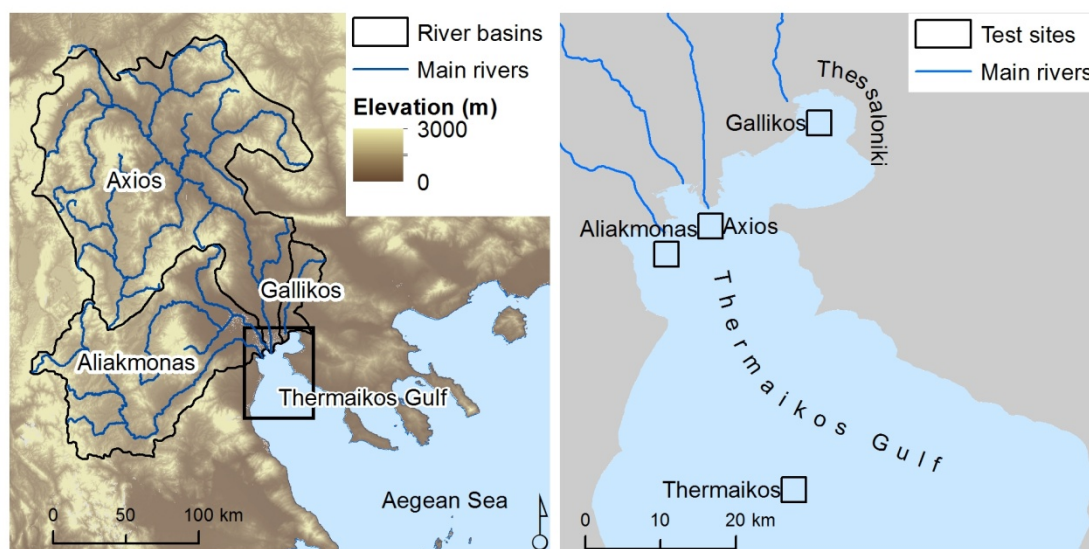 River basins
Main rivers
Elevation (m)
3000
0
Axios
Gallikos
Aliakmonas
Thermaikos Gulf
Aegean Sea
0 50 100 km
Test sites
Main rivers
Thessaloniki
Gallikos
Aliakmonas
Axios
Thermaikos Gulf
Thermaikos
0 10 20 km